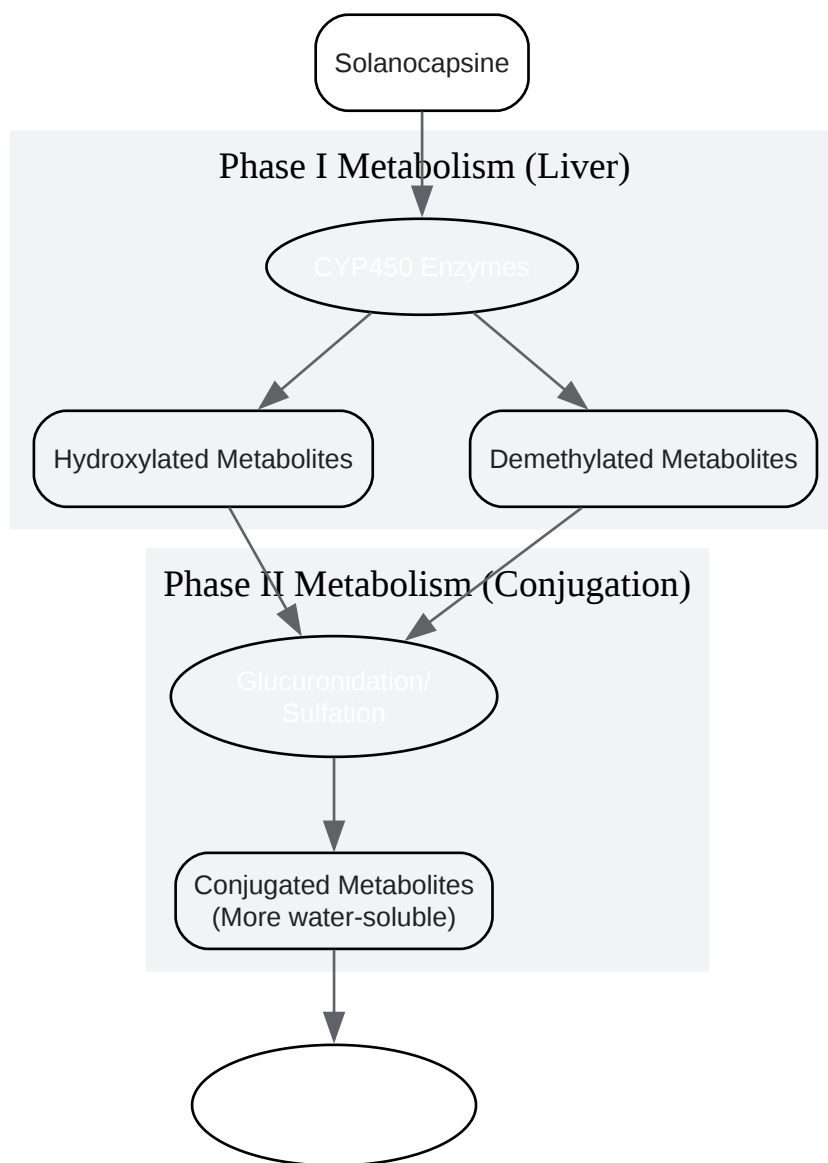 Solanocapsine
Phase I Metabolism (Liver)
CYP450 Enzymes
Hydroxylated Metabolites
Demethylated Metabolites
Phase II Metabolism (Conjugation)
Glucuronidation/
Sulfation
Conjugated Metabolites
(More water-soluble)